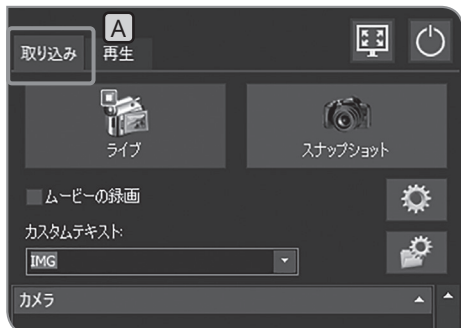 A
取り込み 再生
ライブ スナップショット
ムービーの録画
カスタムテキスト:
IMG
カメラ